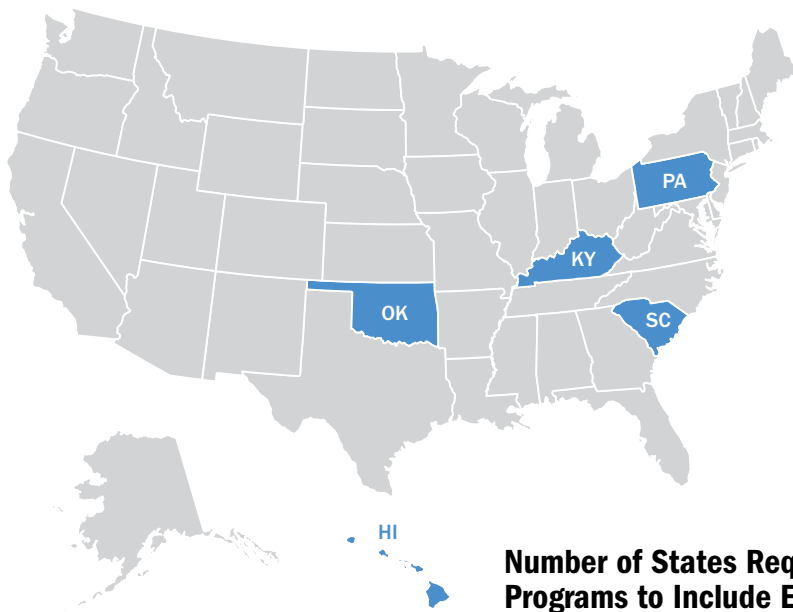 PA
KY
OK
SC
HI
Number of States Req
Programs to Include E